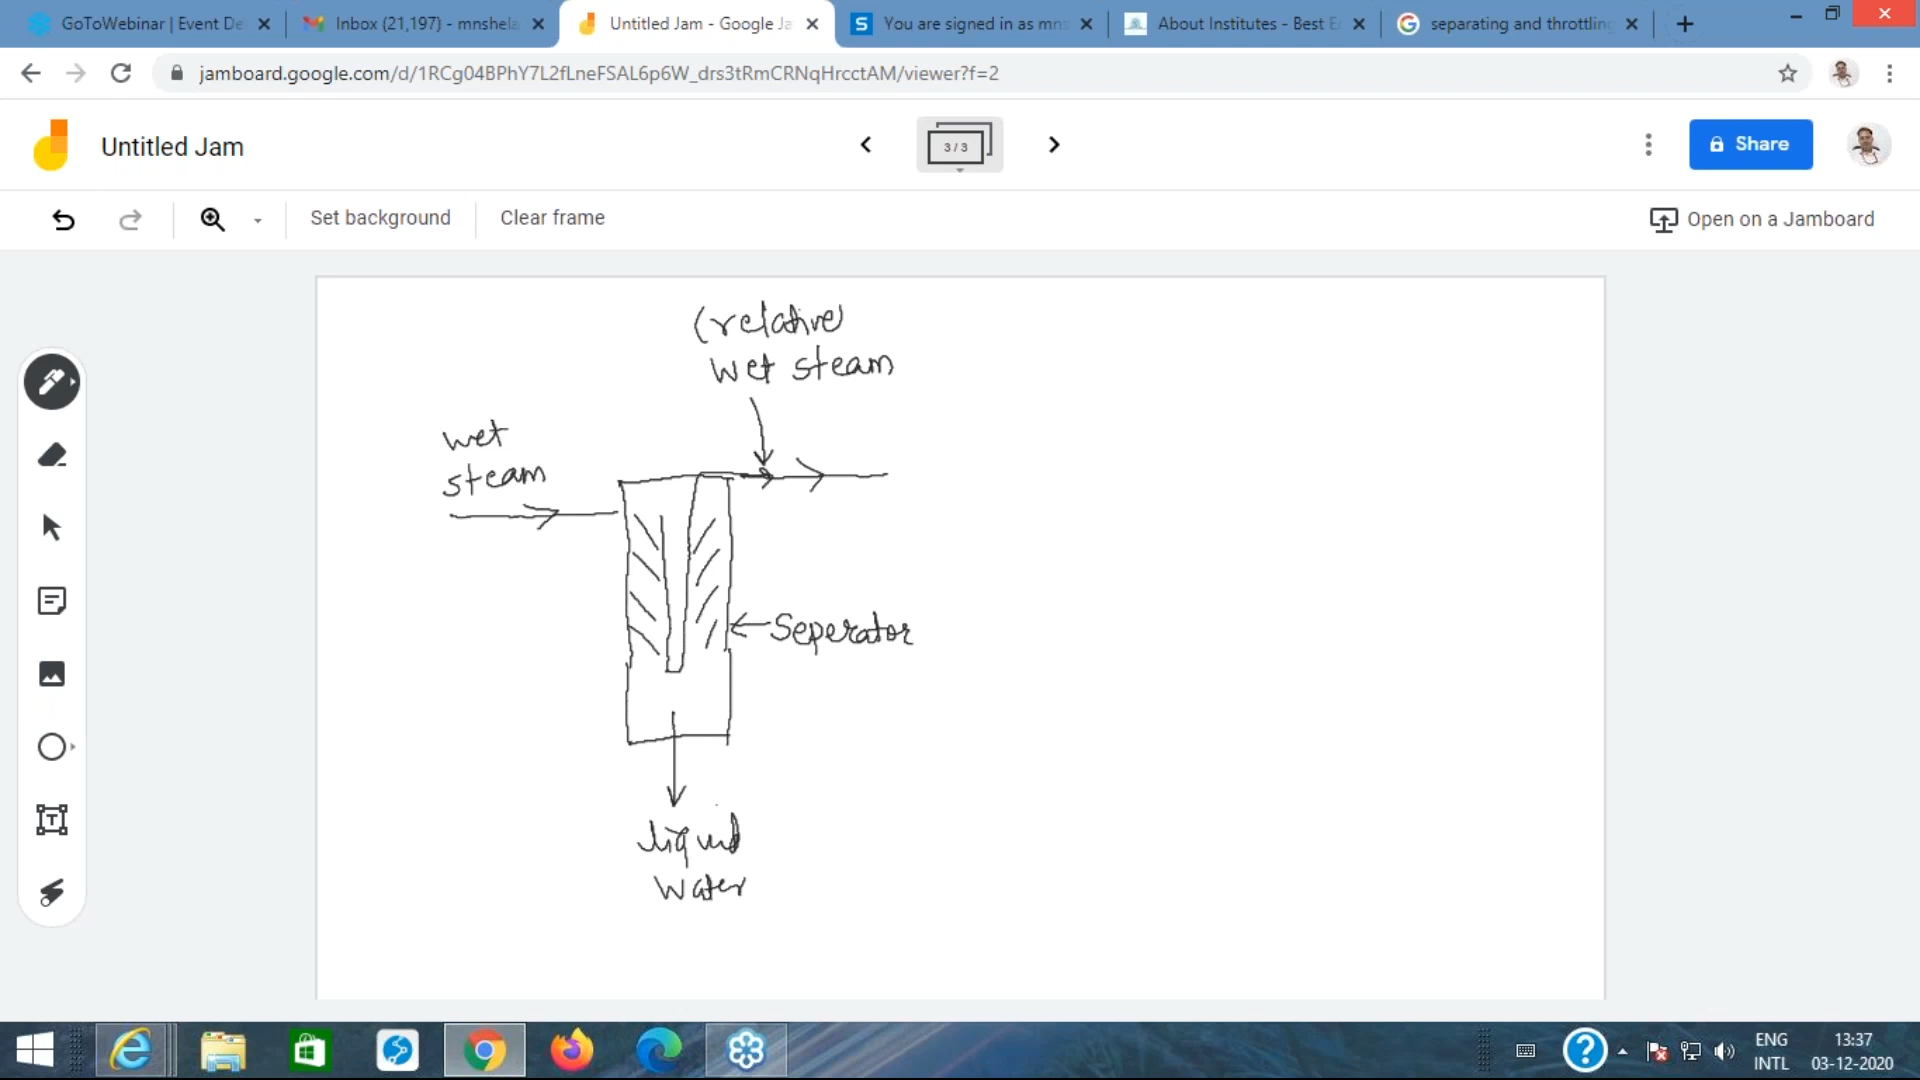 GoToWebinar | Event De
Inbox (21,197) - mnshela
Untitled Jam - Google Ja
You are signed in as mns
About Institutes - Best E
separating and throttling
jamboard.google.com/d/1RCg04BPhY7L2fLneFSAL6p6W_drs3tRmCRNqHrcctAM/viewer?f=2
Untitled Jam
3 / 3
Share
Set background
Clear frame
Open on a Jamboard
(relative)
wet steam
wet
steam
Seperator
liquid
water
ENG
INTL
13:37
03-12-2020